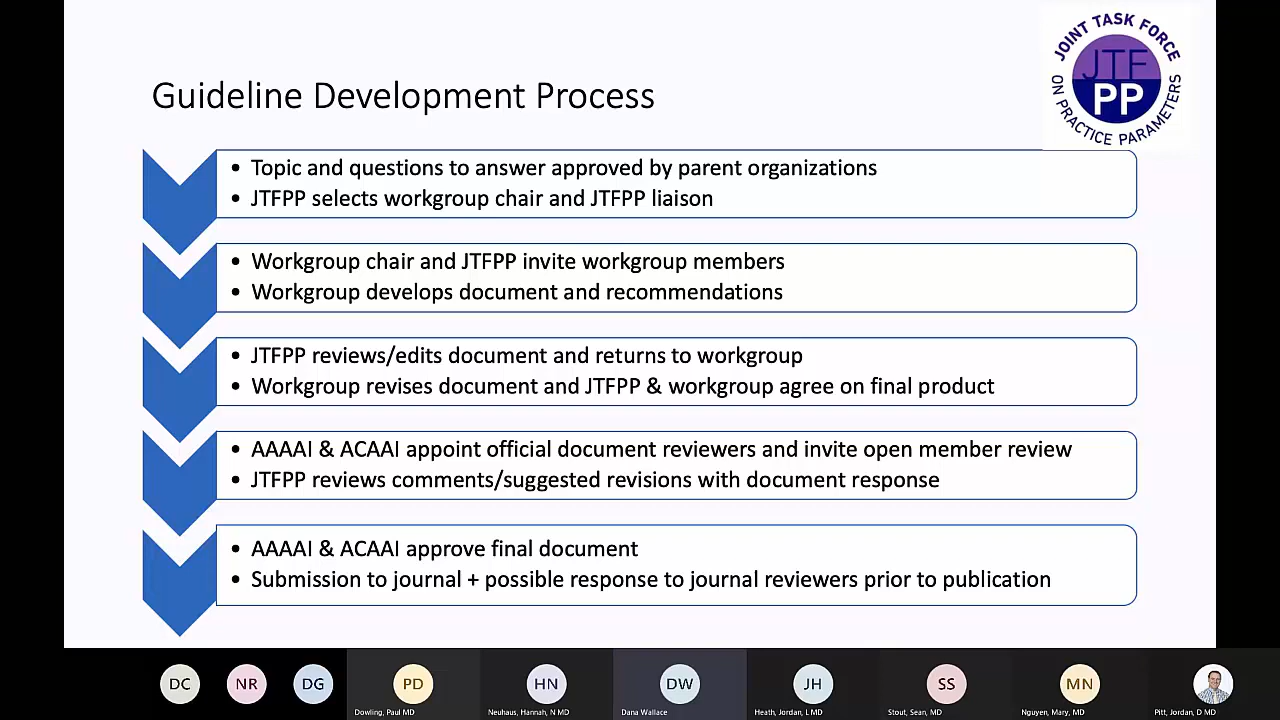 JOINT TASK FORCE
JTF
PP
ON PRACTICE PARAMETERS
Guideline Development Process
• Topic and questions to answer approved by parent organizations
• JTFPP selects workgroup chair and JTFPP liaison
• Workgroup chair and JTFPP invite workgroup members
• Workgroup develops document and recommendations
• JTFPP reviews/edits document and returns to workgroup
• Workgroup revises document and JTFPP & workgroup agree on final product
• AAAAI & ACAAI appoint official document reviewers and invite open member review
• JTFPP reviews comments/suggested revisions with document response
• AAAAI & ACAAI approve final document
• Submission to journal + possible response to journal reviewers prior to publication
DC NR DG PD HN DW JH SS MN
Dowling, Paul MD Neuhaus, Hannah, N MD Dana Wallace Heath, Jordan, L MD Stout, Sean, MD Nguyen, Mary, MD Pitt, Jordan, D MD